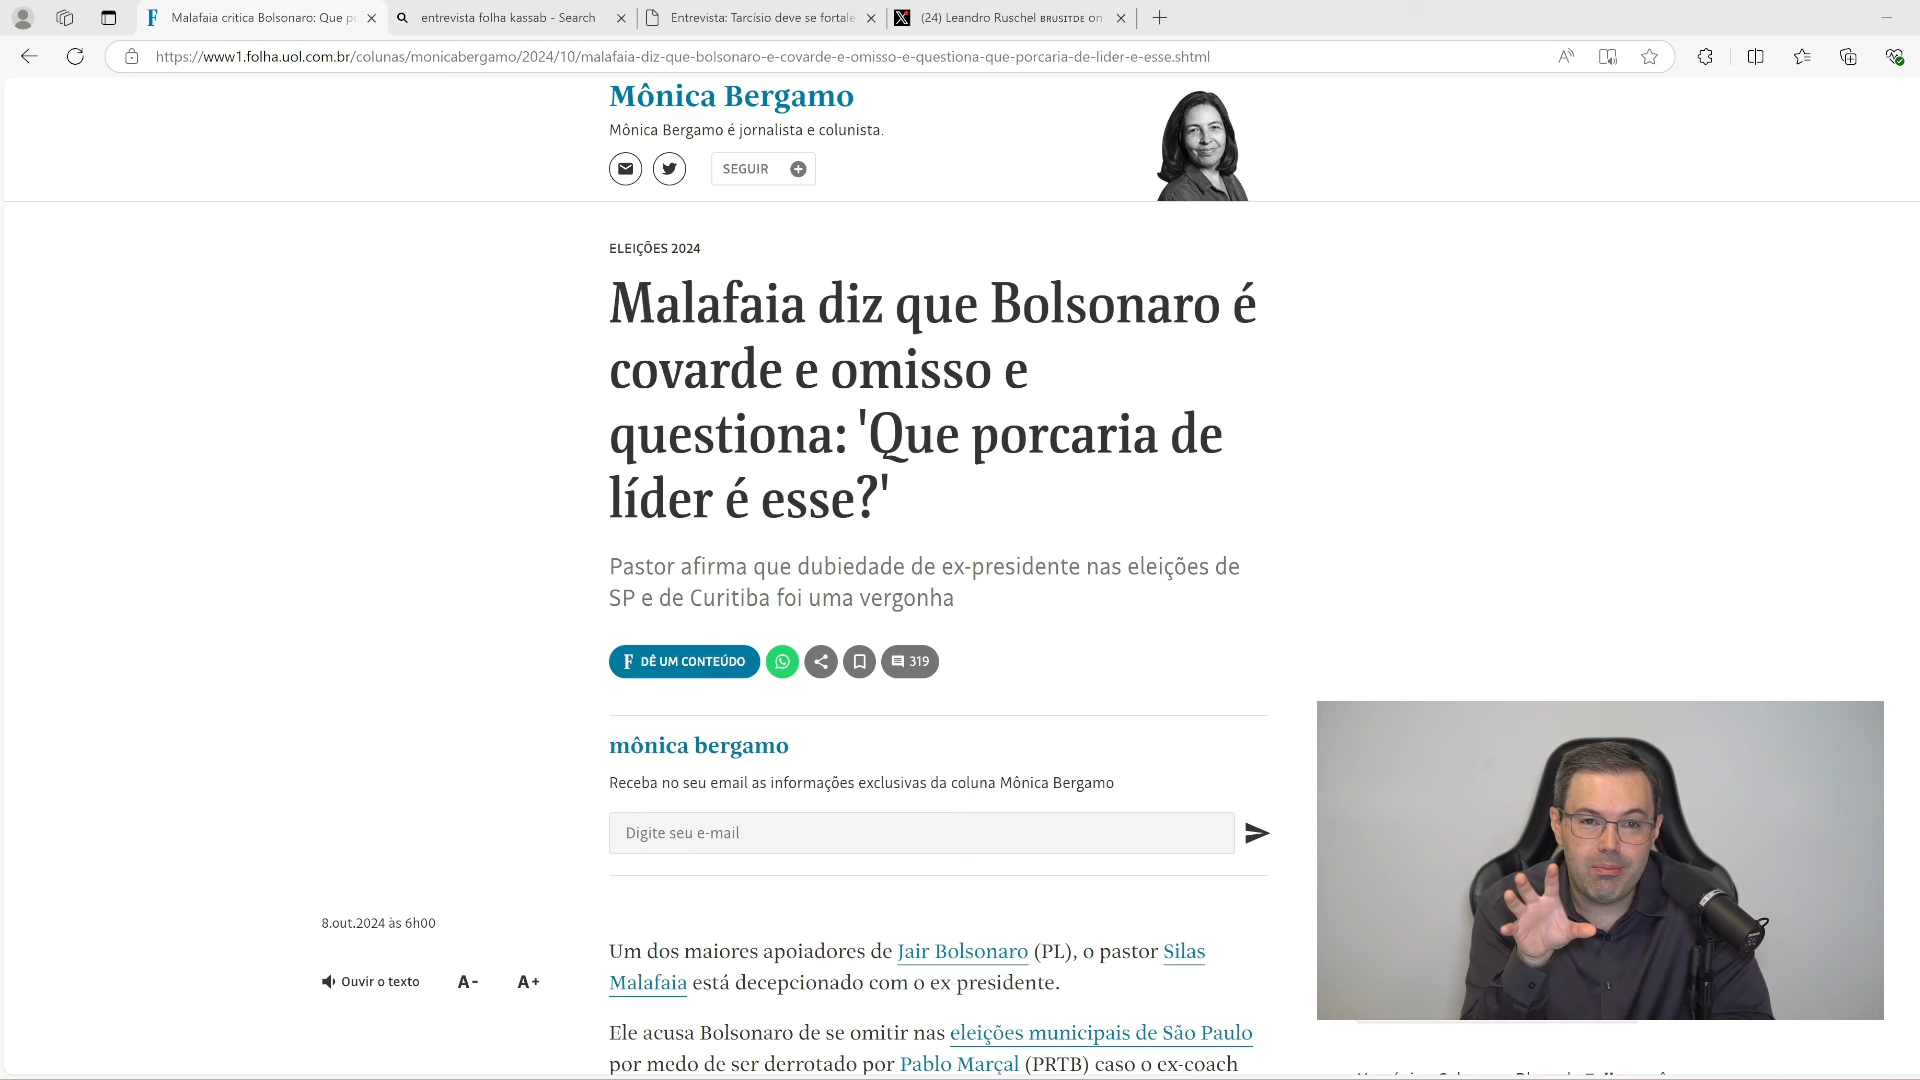 Malafaia critica Bolsonaro: Que po
entrevista folha kassab - Search
Entrevista: Tarcísio deve se fortale
(24) Leandro Ruschel ʙʀᴜsɪᴛᴅᴇ on
https://www1.folha.uol.com.br/colunas/monicabergamo/2024/10/malafaia-diz-que-bolsonaro-e-covarde-e-omisso-e-questiona-que-porcaria-de-lider-e-esse.shtml
Mônica Bergamo
Mônica Bergamo é jornalista e colunista.
SEGUIR
ELEIÇÕES 2024
Malafaia diz que Bolsonaro é
covarde e omisso e
questiona: 'Que porcaria de
líder é esse?'
Pastor afirma que dubiedade de ex-presidente nas eleições de
SP e de Curitiba foi uma vergonha
F DÊ UM CONTEÚDO
319
mônica bergamo
Receba no seu email as informações exclusivas da coluna Mônica Bergamo
Digite seu e-mail
8.out.2024 às 6h00
Ouvir o texto A- A+
Um dos maiores apoiadores de Jair Bolsonaro (PL), o pastor Silas
Malafaia está decepcionado com o ex presidente.
Ele acusa Bolsonaro de se omitir nas eleições municipais de São Paulo
por medo de ser derrotado por Pablo Marçal (PRTB) caso o ex-coach